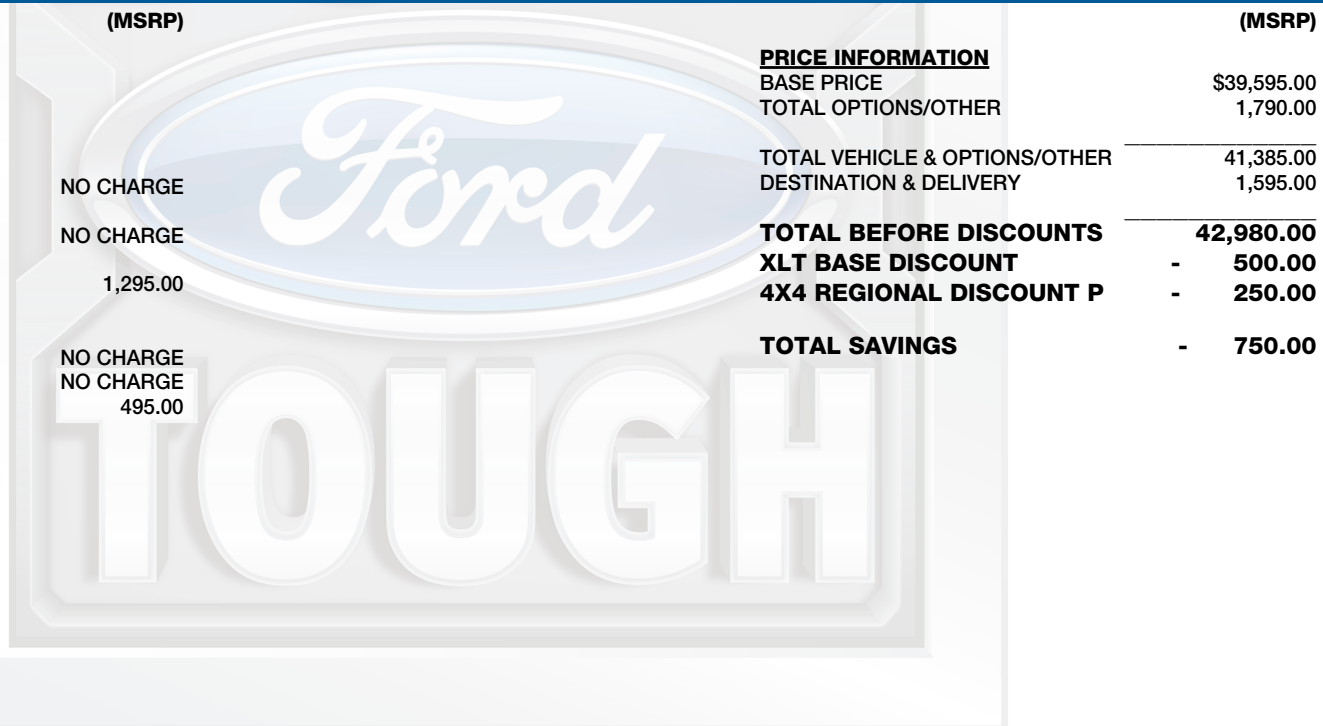 (MSRP)
NO CHARGE
NO CHARGE
1,295.00
NO CHARGE
NO CHARGE
495.00
Ford
TOUGH
(MSRP)
PRICE INFORMATION
BASE PRICE $39,595.00
TOTAL OPTIONS/OTHER 1,790.00
TOTAL VEHICLE & OPTIONS/OTHER 41,385.00
DESTINATION & DELIVERY 1,595.00
TOTAL BEFORE DISCOUNTS 42,980.00
XLT BASE DISCOUNT - 500.00
4X4 REGIONAL DISCOUNT P - 250.00
TOTAL SAVINGS - 750.00